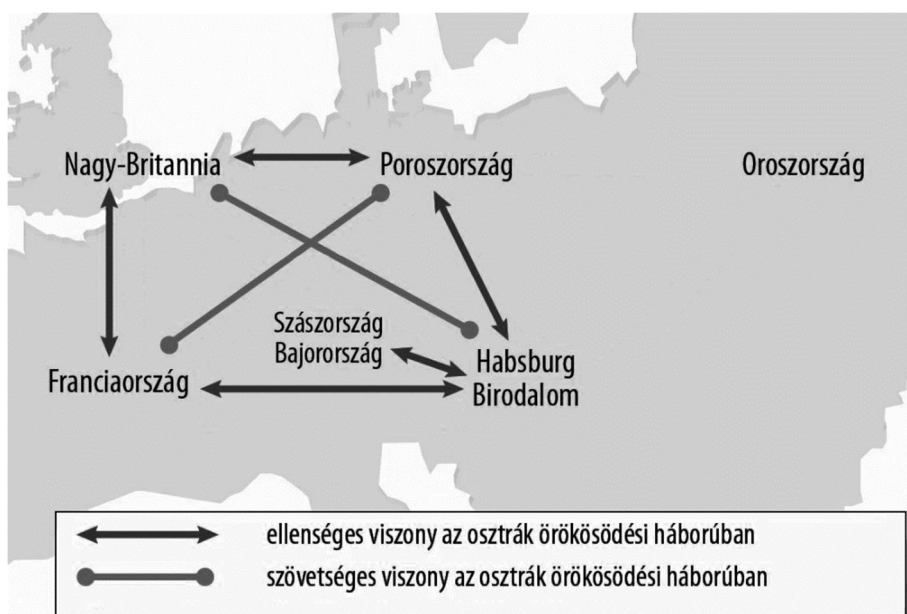 Nagy-Britannia
Poroszország
Oroszország
Szászország
Bajorország
Franciaország
Habsburg
Birodalom
ellenséges viszony az osztrák örökösödési háborúban
szövetséges viszony az osztrák örökösödési háborúban